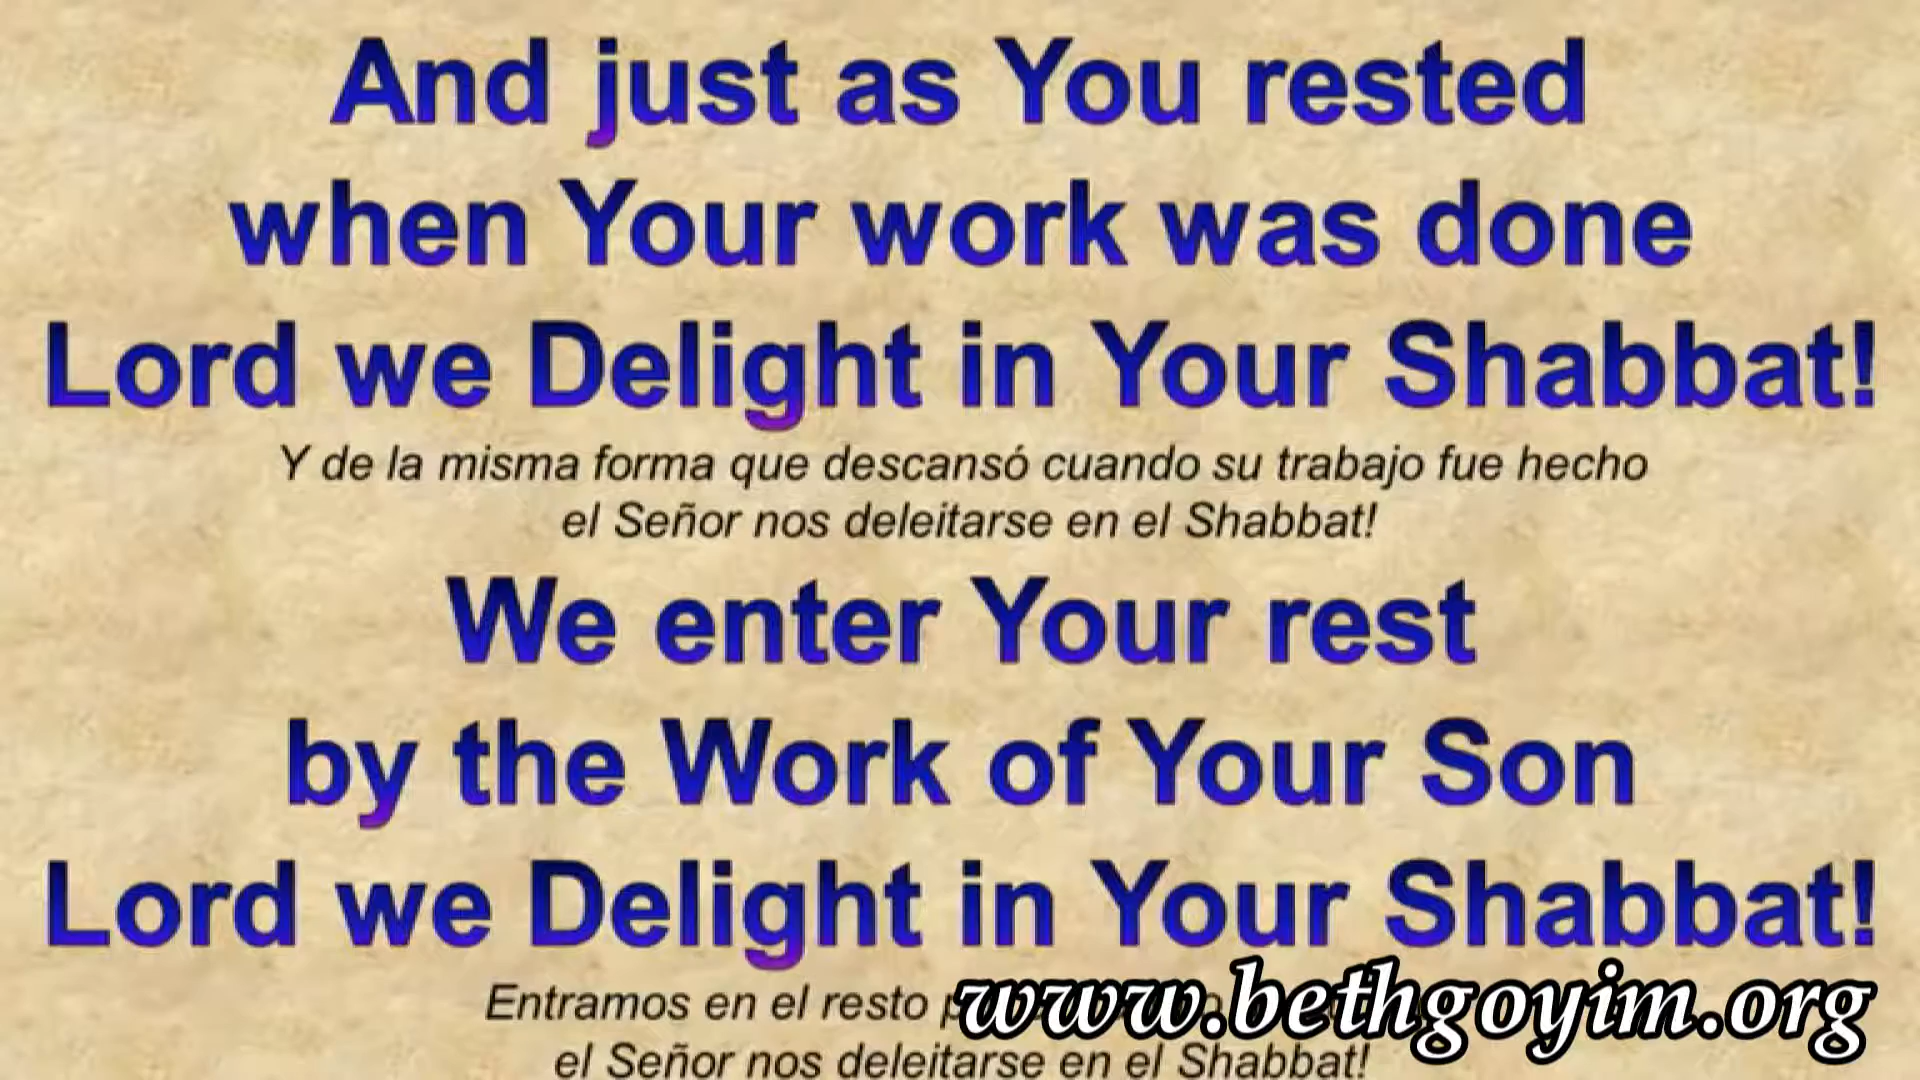 And just as You rested
when Your work was done
Lord we Delight in Your Shabbat!
Y de la misma forma que descansó cuando su trabajo fue hecho
el Señor nos deleitarse en el Shabbat!
We enter Your rest
by the Work of Your Son
Lord we Delight in Your Shabbat!
Entramos en el resto
www.bethgoyim.org
el Señor nos deleitarse en el Shabbat!